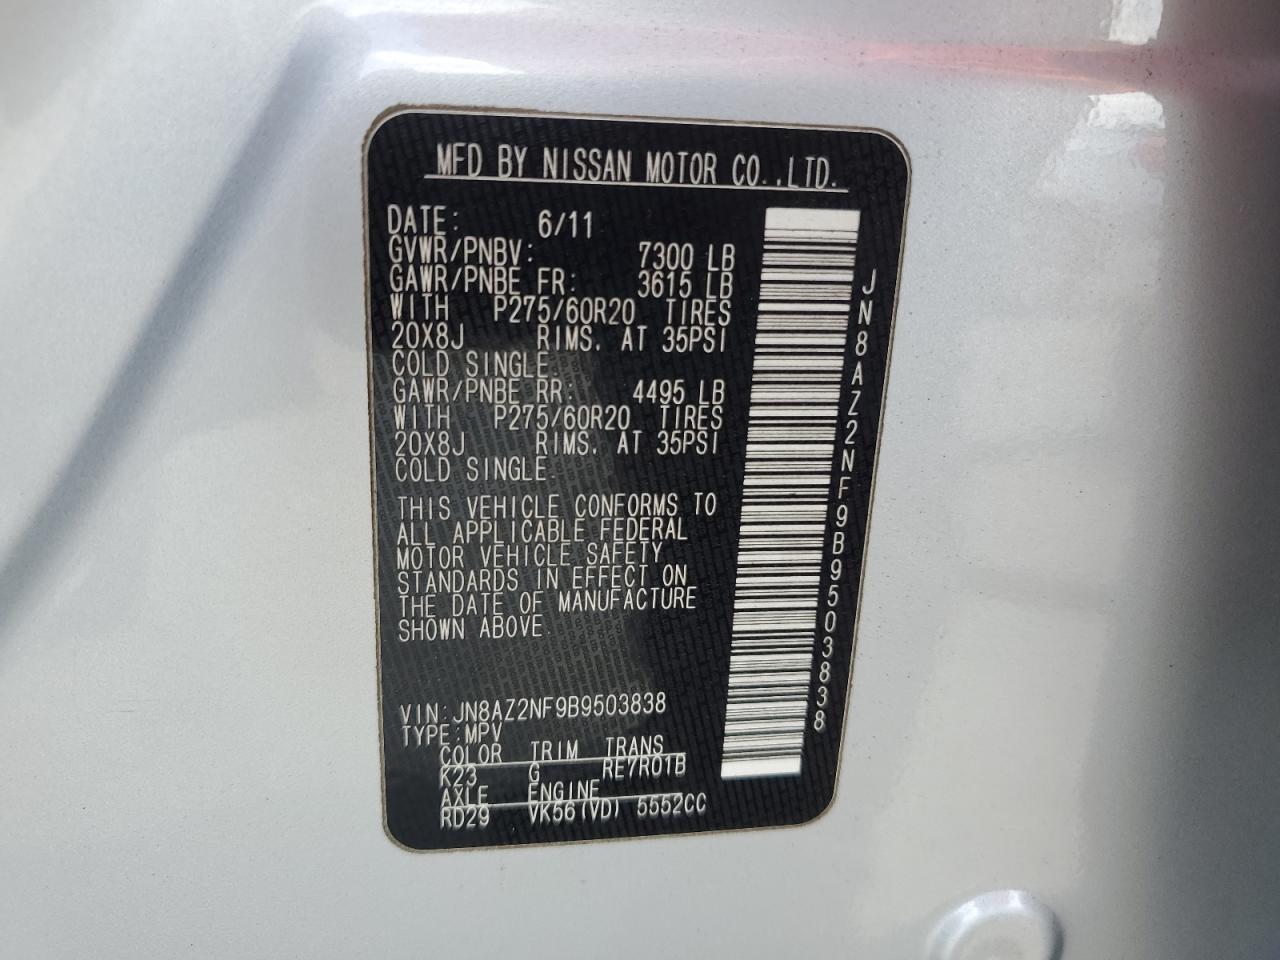 MFD BY NISSAN MOTOR CO.,LTD.
DATE: 6/11
GVWR/PNBV: 7300 LB
GAWR/PNBE FR: 3615 LB
WITH P275/60R20 TIRES
20X8J RIMS. AT 35PSI
COLD SINGLE.
GAWR/PNBE RR: 4495 LB
WITH P275/60R20 TIRES
20X8J RIMS. AT 35PSI
COLD SINGLE.
THIS VEHICLE CONFORMS TO
ALL APPLICABLE FEDERAL
MOTOR VEHICLE SAFETY
STANDARDS IN EFFECT ON
THE DATE OF MANUFACTURE
SHOWN ABOVE.
VIN:JN8AZ2NF9B9503838
TYPE:MPV
COLOR TRIM TRANS
K23 G RE7R01B
AXLE ENGINE
RD29 VK56(VD) 5552CC
JN8AZ2NF9B9503838